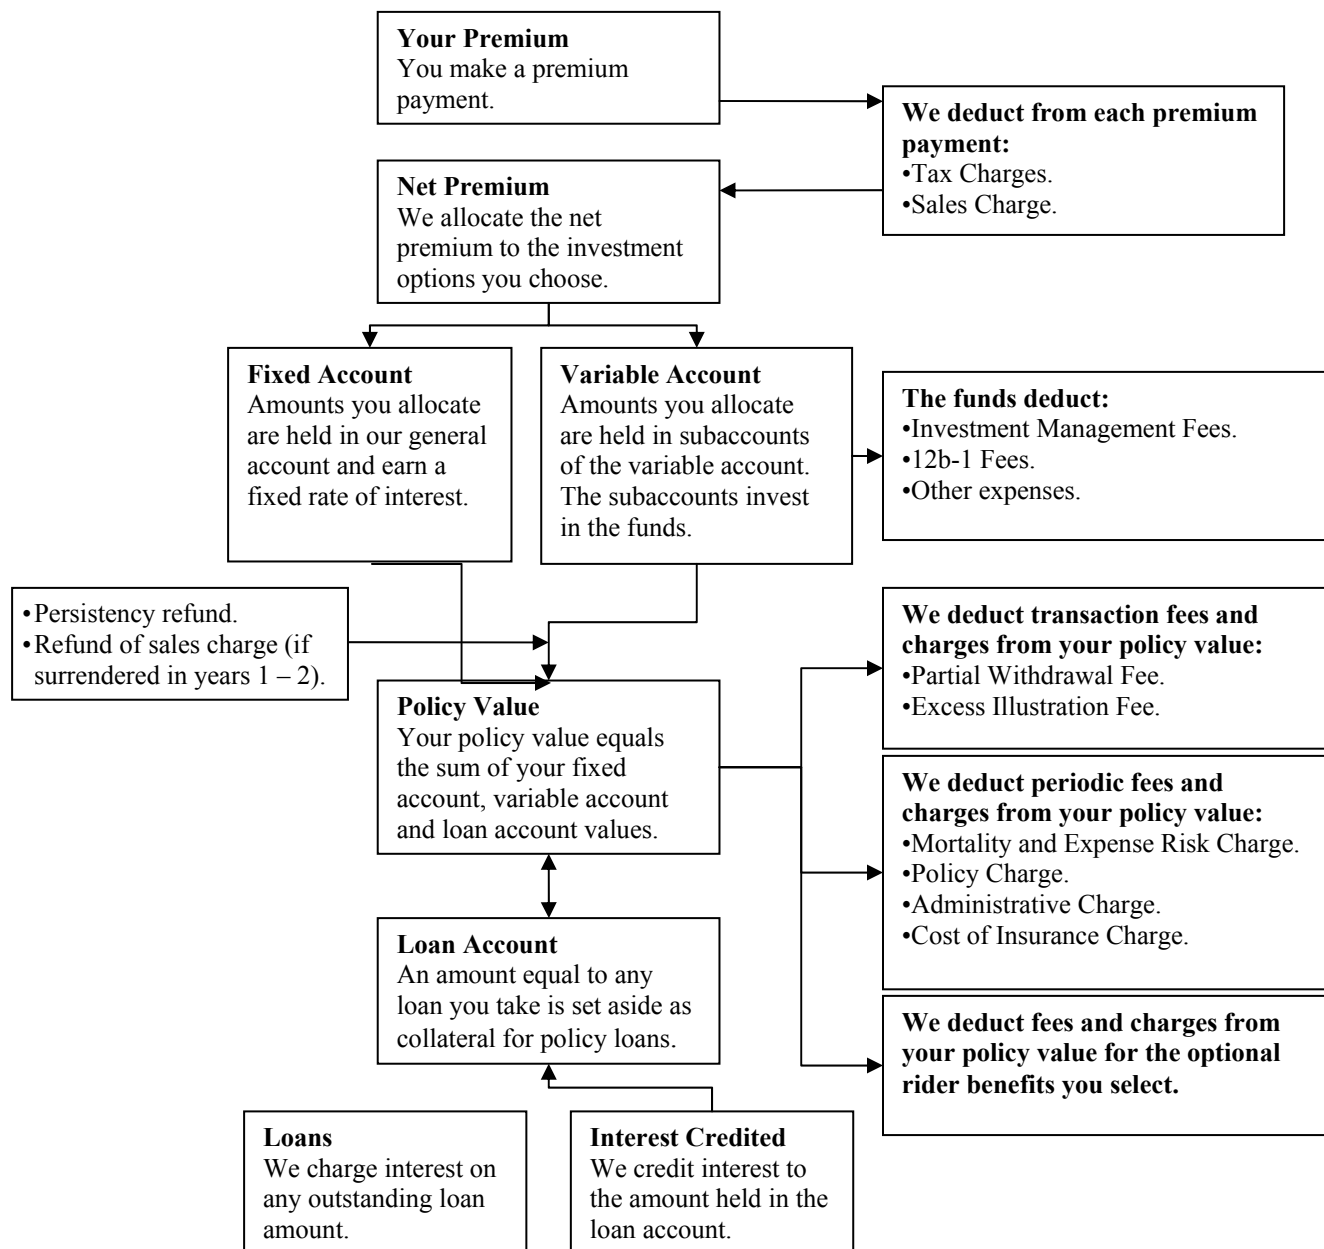 Your Premium
You make a premium
payment.
We deduct from each premium
payment:
•Tax Charges.
•Sales Charge.
Net Premium
We allocate the net
premium to the investment
options you choose.
Fixed Account
Amounts you allocate
are held in our general
account and earn a
fixed rate of interest.
Variable Account
Amounts you allocate
are held in subaccounts
of the variable account.
The subaccounts invest
in the funds.
The funds deduct:
•Investment Management Fees.
•12b-1 Fees.
•Other expenses.
•Persistency refund.
•Refund of sales charge (if
surrendered in years 1 – 2).
We deduct transaction fees and
charges from your policy value:
•Partial Withdrawal Fee.
•Excess Illustration Fee.
Policy Value
Your policy value equals
the sum of your fixed
account, variable account
and loan account values.
We deduct periodic fees and
charges from your policy value:
•Mortality and Expense Risk Charge.
•Policy Charge.
•Administrative Charge.
•Cost of Insurance Charge.
Loan Account
An amount equal to any
loan you take is set aside as
collateral for policy loans.
We deduct fees and charges from
your policy value for the optional
rider benefits you select.
Loans
We charge interest on
any outstanding loan
amount.
Interest Credited
We credit interest to
the amount held in the
loan account.